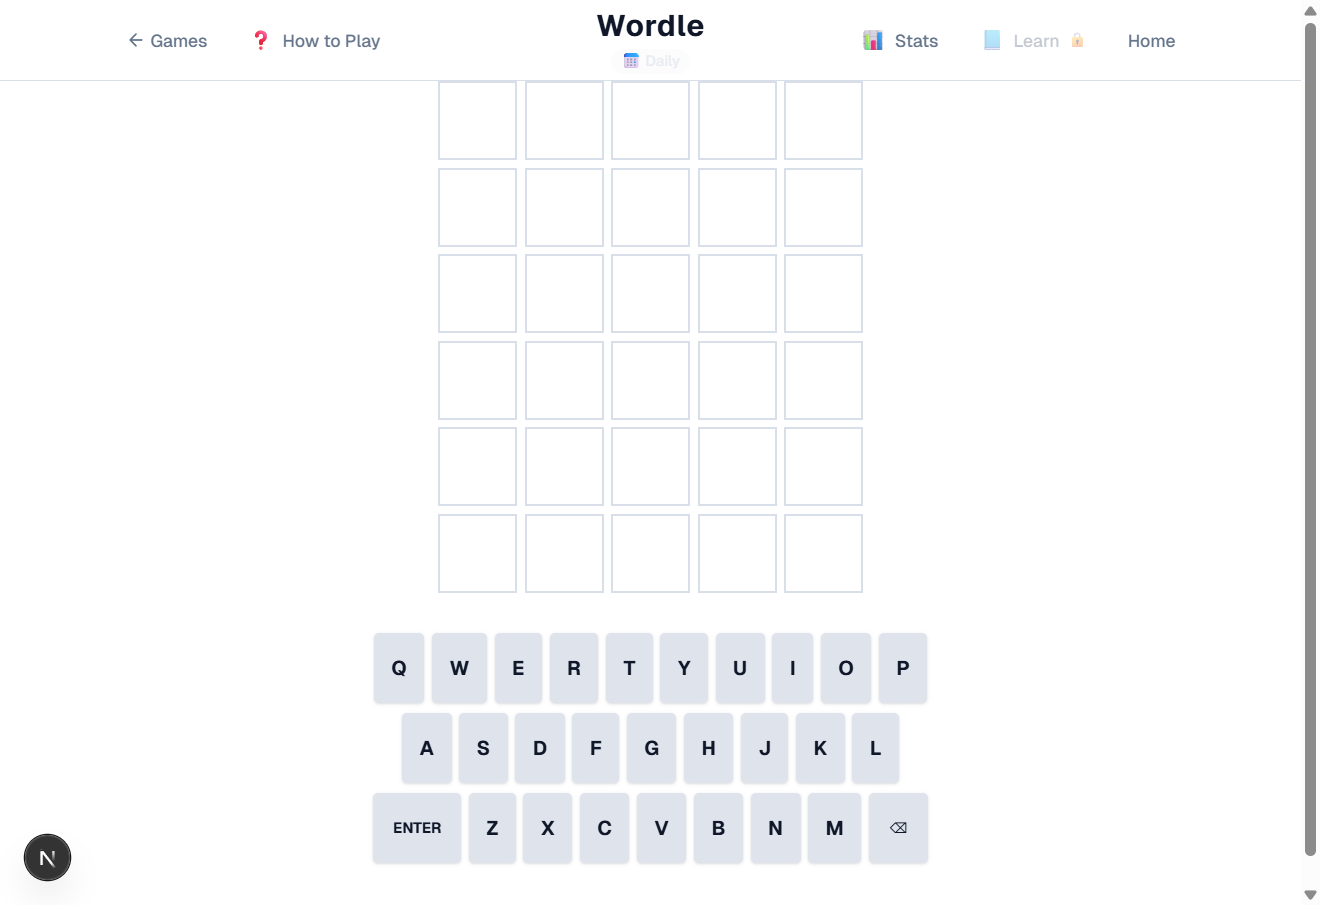 ← Games
❓ How to Play
Wordle
📅 Daily
📊 Stats
📘 Learn 🔒
Home
Q W E R T Y U I O P
A S D F G H J K L
ENTER Z X C V B N M ⌫
N